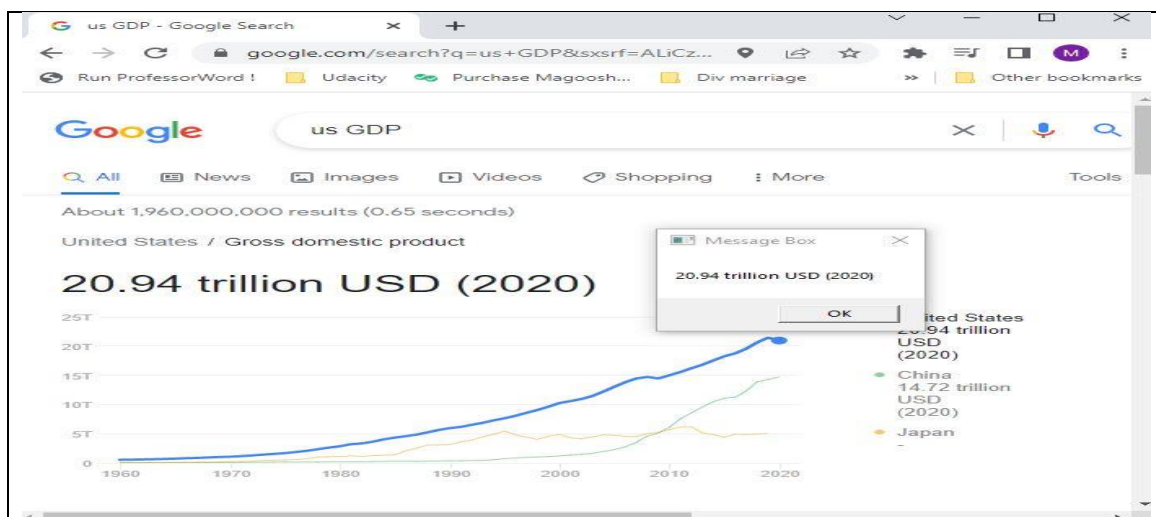 us GDP - Google Search
google.com/search?q=us+GDP&sxsrf=ALiCz...
M
Run ProfessorWord !
Udacity
Purchase Magoosh...
Div marriage
»
Other bookmarks
Google
us GDP
All
News
Images
Videos
Shopping
More
Tools
About 1,960,000,000 results (0.65 seconds)
United States / Gross domestic product
Message Box
20.94 trillion USD (2020)
OK
20.94 trillion USD (2020)
25T
20T
15T
10T
5T
0
1960
1970
1980
1990
2000
2010
2020
ited States
20.94 trillion
USD
(2020)
China
14.72 trillion
USD
(2020)
Japan
-